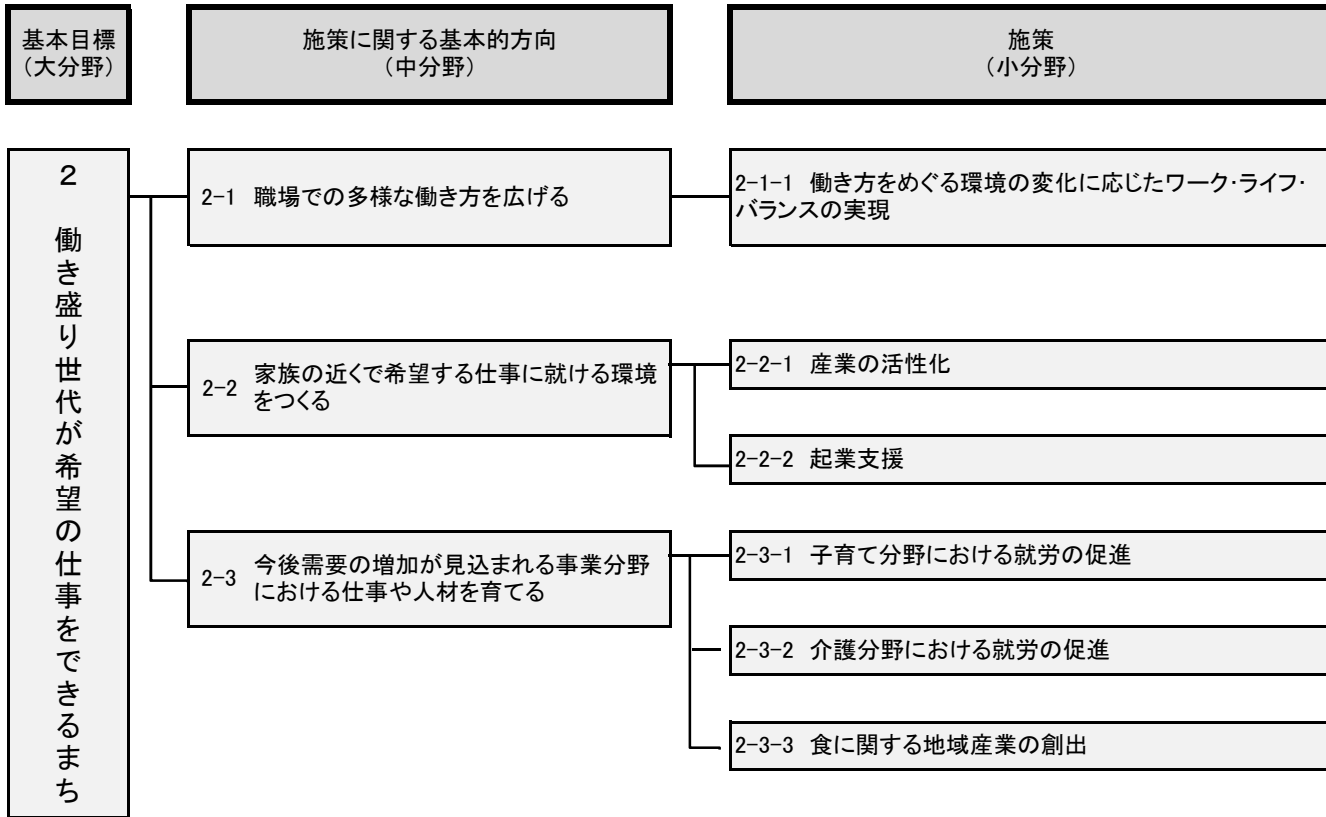 基本目標
（大分野）
施策に関する基本的方向
（中分野）
施策
（小分野）
２　働き盛り世代が希望の仕事をできるまち
2-1 職場での多様な働き方を広げる
2-1-1 働き方をめぐる環境の変化に応じたワーク・ライフ・
バランスの実現
2-2 家族の近くで希望する仕事に就ける環境
をつくる
2-2-1 産業の活性化
2-2-2 起業支援
2-3 今後需要の増加が見込まれる事業分野
における仕事や人材を育てる
2-3-1 子育て分野における就労の促進
2-3-2 介護分野における就労の促進
2-3-3 食に関する地域産業の創出